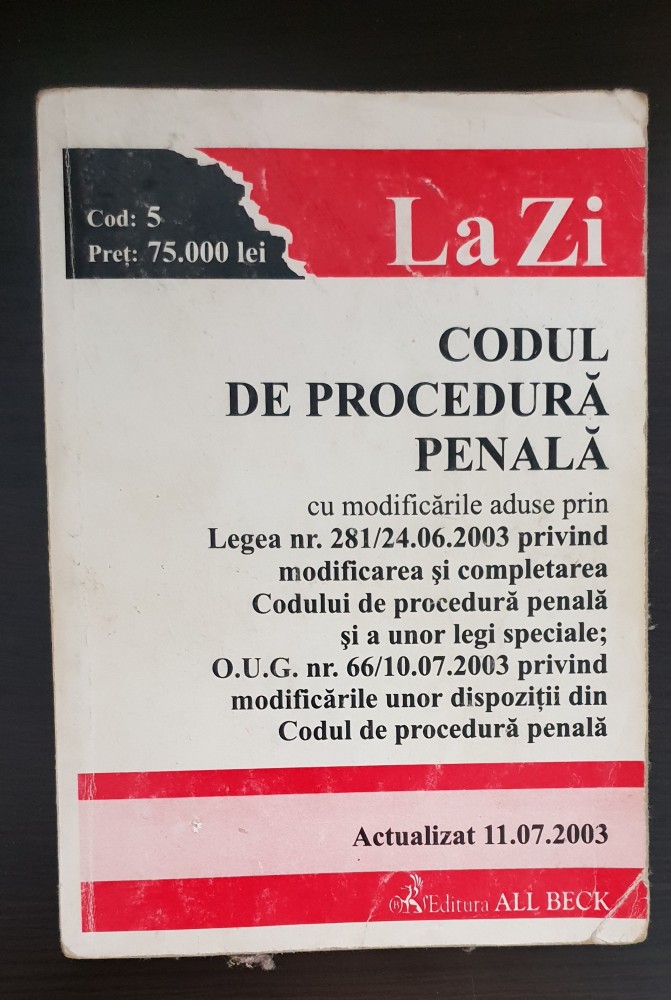 Cod: 5
Preţ: 75.000 lei
La Zi
CODUL
DE PROCEDURĂ
PENALĂ
cu modificările aduse prin
Legea nr. 281/24.06.2003 privind
modificarea şi completarea
Codului de procedură penală
şi a unor legi speciale;
O.U.G. nr. 66/10.07.2003 privind
modificările unor dispoziţii din
Codul de procedură penală
Actualizat 11.07.2003
Editura ALL BECK